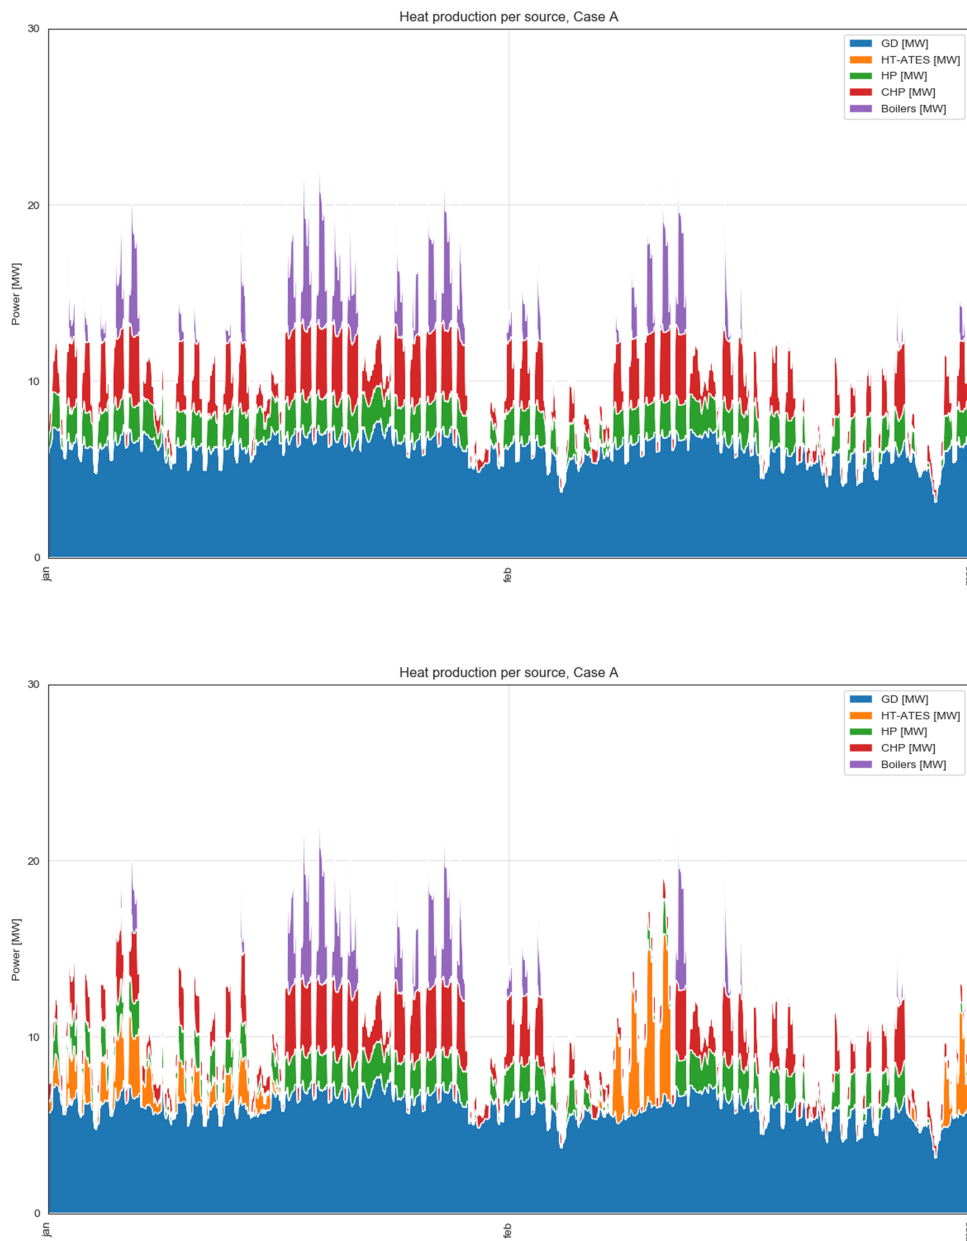 Heat production per source, Case A
30
GD [MW]
HT-ATES [MW]
HP [MW]
CHP [MW]
Boilers [MW]
20
Power [MW]
10
0
jan
feb
Heat production per source, Case A
30
GD [MW]
HT-ATES [MW]
HP [MW]
CHP [MW]
Boilers [MW]
20
Power [MW]
10
0
jan
feb